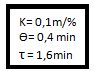 K= 0,1m/%
Θ= 0,4 min
τ = 1,6min